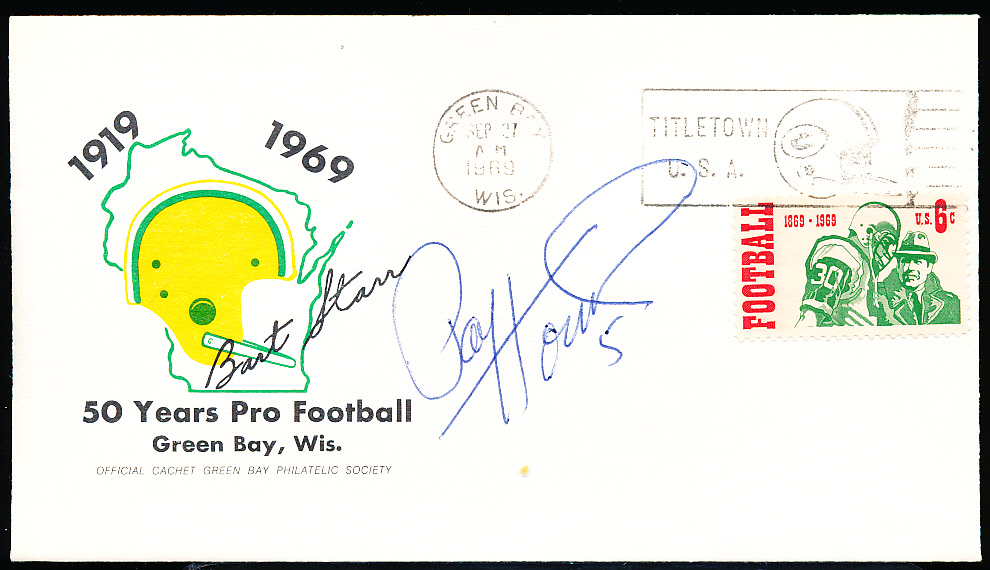 1919 1969
Bart Starr
50 Years Pro Football
Green Bay, Wis.
OFFICIAL CACHET GREEN BAY PHILATELIC SOCIETY
GREEN BAY
SEP 27
A M
1969
WIS.
TITLETOWN
U. S. A.
FOOTBALL
1869 · 1969
U.S. 6c
30
G
5